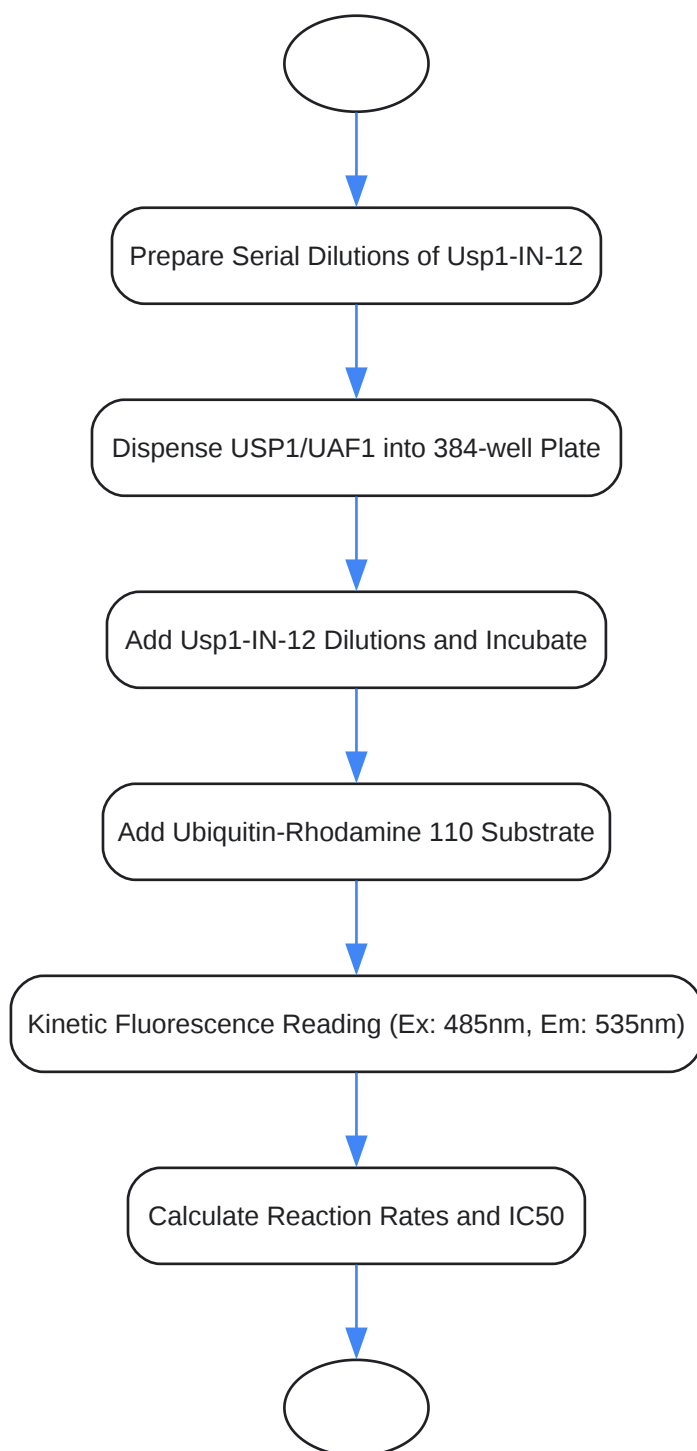 Prepare Serial Dilutions of Usp1-IN-12
Dispense USP1/UAF1 into 384-well Plate
Add Usp1-IN-12 Dilutions and Incubate
Add Ubiquitin-Rhodamine 110 Substrate
Kinetic Fluorescence Reading (Ex: 485nm, Em: 535nm)
Calculate Reaction Rates and IC50